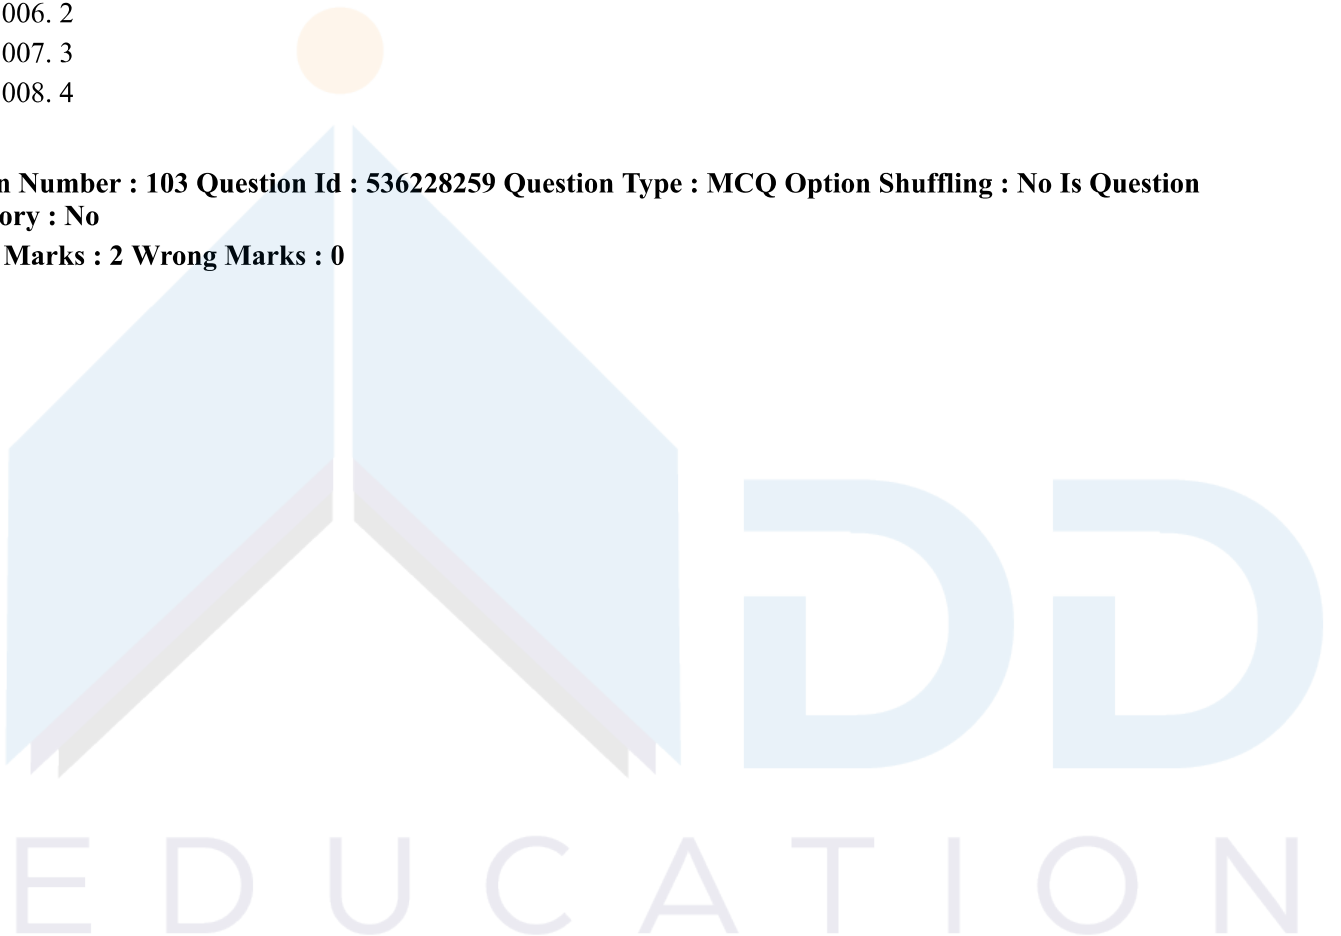 006. 2
007. 3
008. 4
n Number : 103 Question Id : 536228259 Question Type : MCQ Option Shuffling : No Is Question
ory : No
Marks : 2 Wrong Marks : 0
DD
EDUCATION